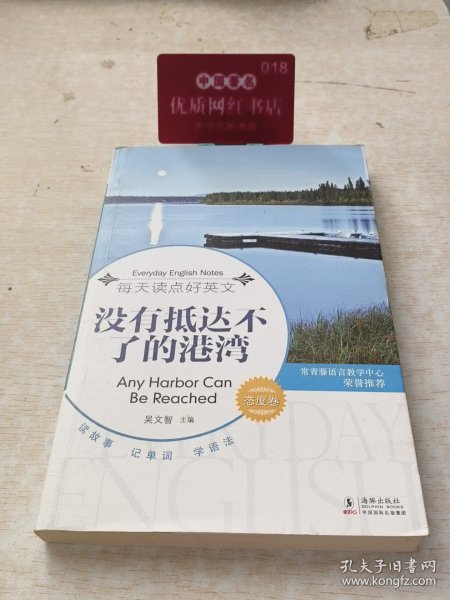 018
中国著名
优质网红书店
Everyday English Notes
每天读点好英文
没有抵达不
了的港湾
Any Harbor Can
Be Reached
吴文智 主编
态度卷
常青藤语言教学中心
荣誉推荐
读故事 记单词 学语法
海豚出版社
DOLPHIN BOOKS
CIPG 中国国际出版集团
孔夫子旧书网
www.kongfz.com